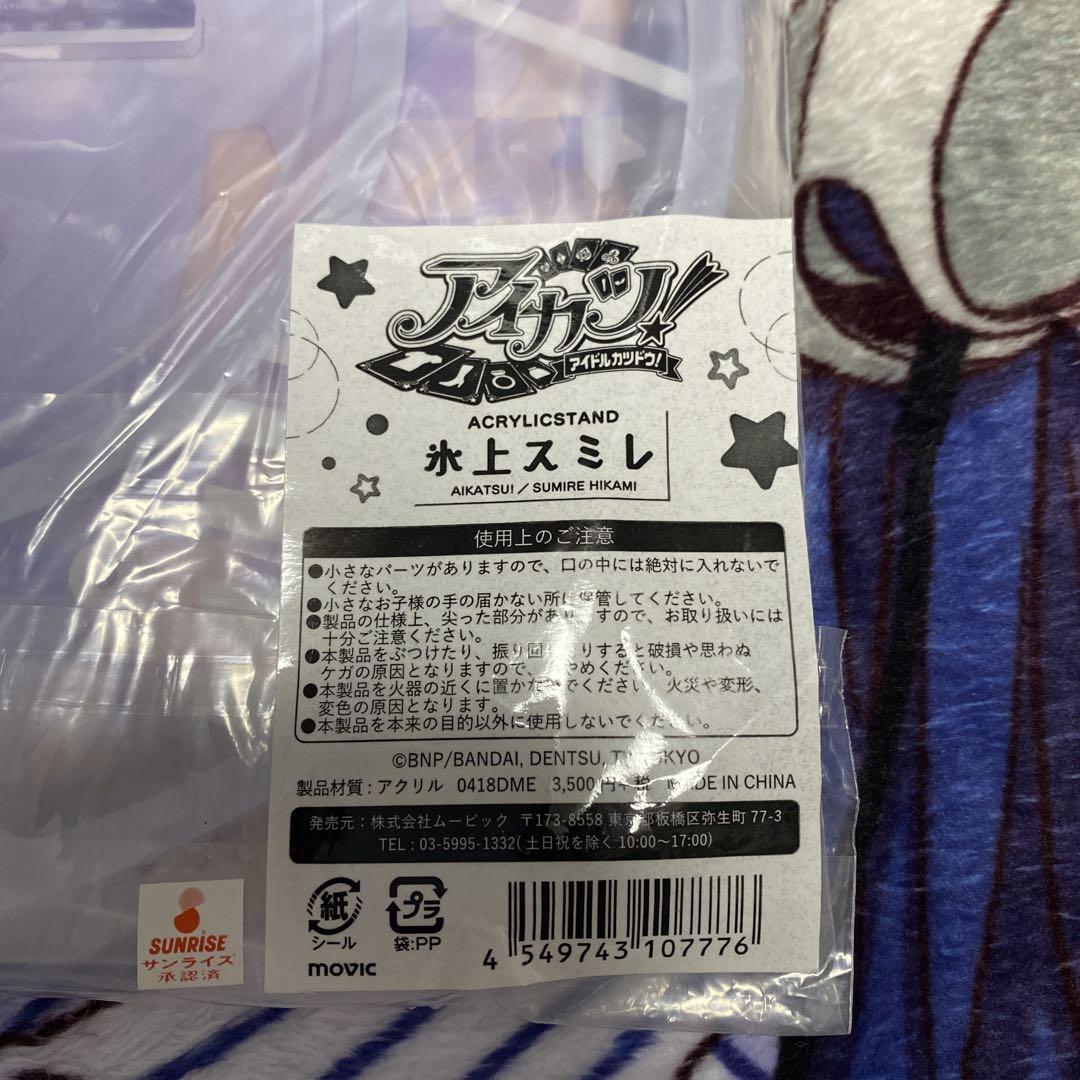 アイカツ!
アイドルカツドウ!
ACRYLICSTAND
氷上スミレ
AIKATSU!／SUMIRE HIKAMI
使用上のご注意
●小さなパーツがありますので、口の中には絶対に入れないで
ください。
●小さなお子様の手の届かない所に保管してください。
●製品の仕様上、尖った部分があ すので、お取り扱いには
十分ご注意ください。
●本製品をぶつけたり、振り回 りすると破損や思わぬ
ケガの原因となりますので、 やめください。
●本製品を火器の近くに置か でください 火災や変形、
変色の原因となります。
●本製品を本来の目的以外に使用しないでください。
©BNP/BANDAI, DENTSU, TV TOKYO
製品材質：アクリル 0418DME 3,500円+税 MADE IN CHINA
発売元：株式会社ムービック 〒173-8558 東京都板橋区弥生町77-3
TEL：03-5995-1332(土日祝を除く10:00〜17:00)
紙
シール
プラ
袋:PP
movic
4 549743 107776
SUNRISE
サンライズ
承認済